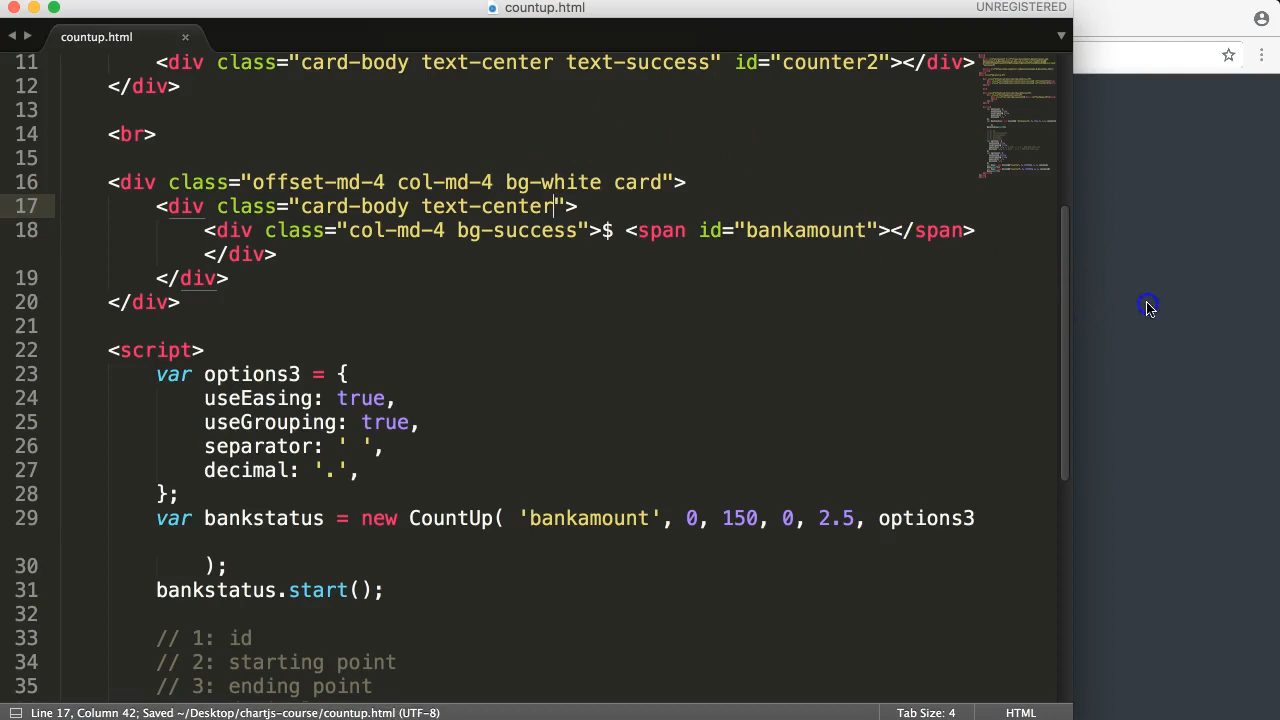 countup.html
UNREGISTERED
countup.html ×
11 <div class="card-body text-center text-success" id="counter2"></div>
12 </div>
13
14 <br>
15
16 <div class="offset-md-4 col-md-4 bg-white card">
17 <div class="card-body text-center">
18 <div class="col-md-4 bg-success">$ <span id="bankamount"></span>
</div>
19 </div>
20 </div>
21
22 <script>
23 var options3 = {
24 useEasing: true,
25 useGrouping: true,
26 separator: ' ',
27 decimal: '.',
28 };
29 var bankstatus = new CountUp( 'bankamount', 0, 150, 0, 2.5, options3
30 );
31 bankstatus.start();
32
33 // 1: id
34 // 2: starting point
35 // 3: ending point
Line 17, Column 42; Saved ~/Desktop/chartjs-course/countup.html (UTF-8)
Tab Size: 4
HTML